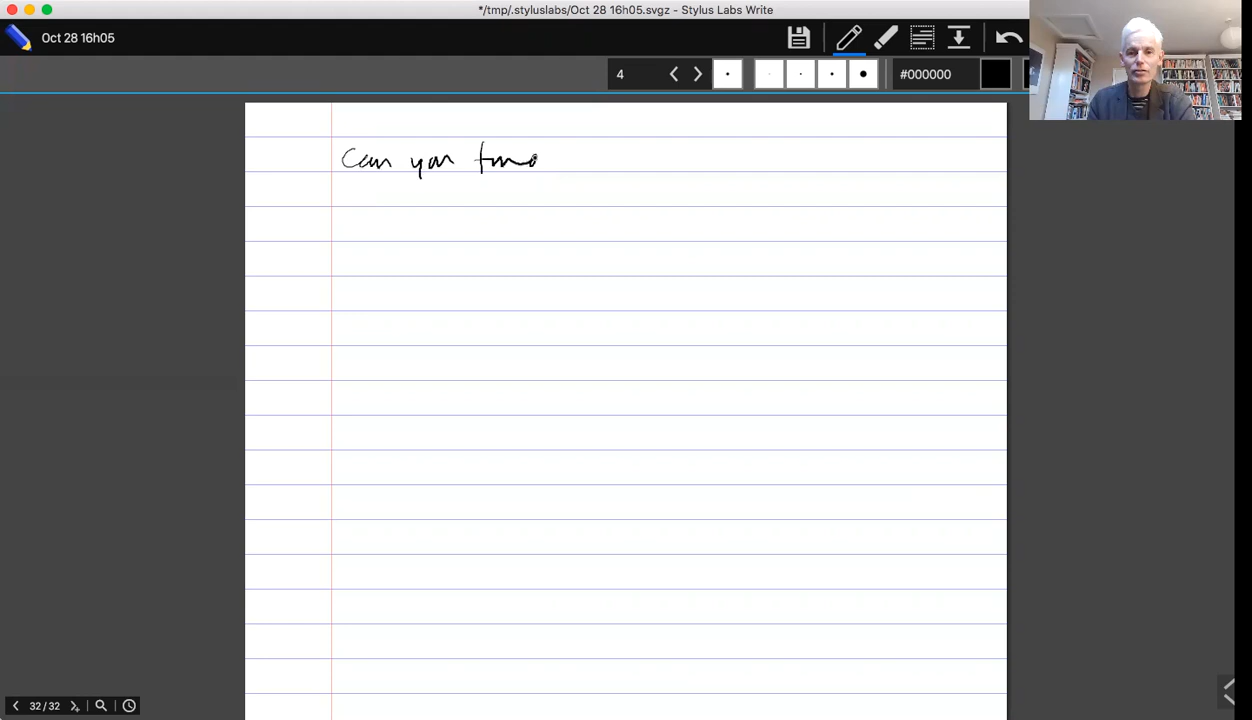 */tmp/.styluslabs/Oct 28 16h05.svgz - Stylus Labs Write
Oct 28 16h05
4 #000000
Can you
32 / 32